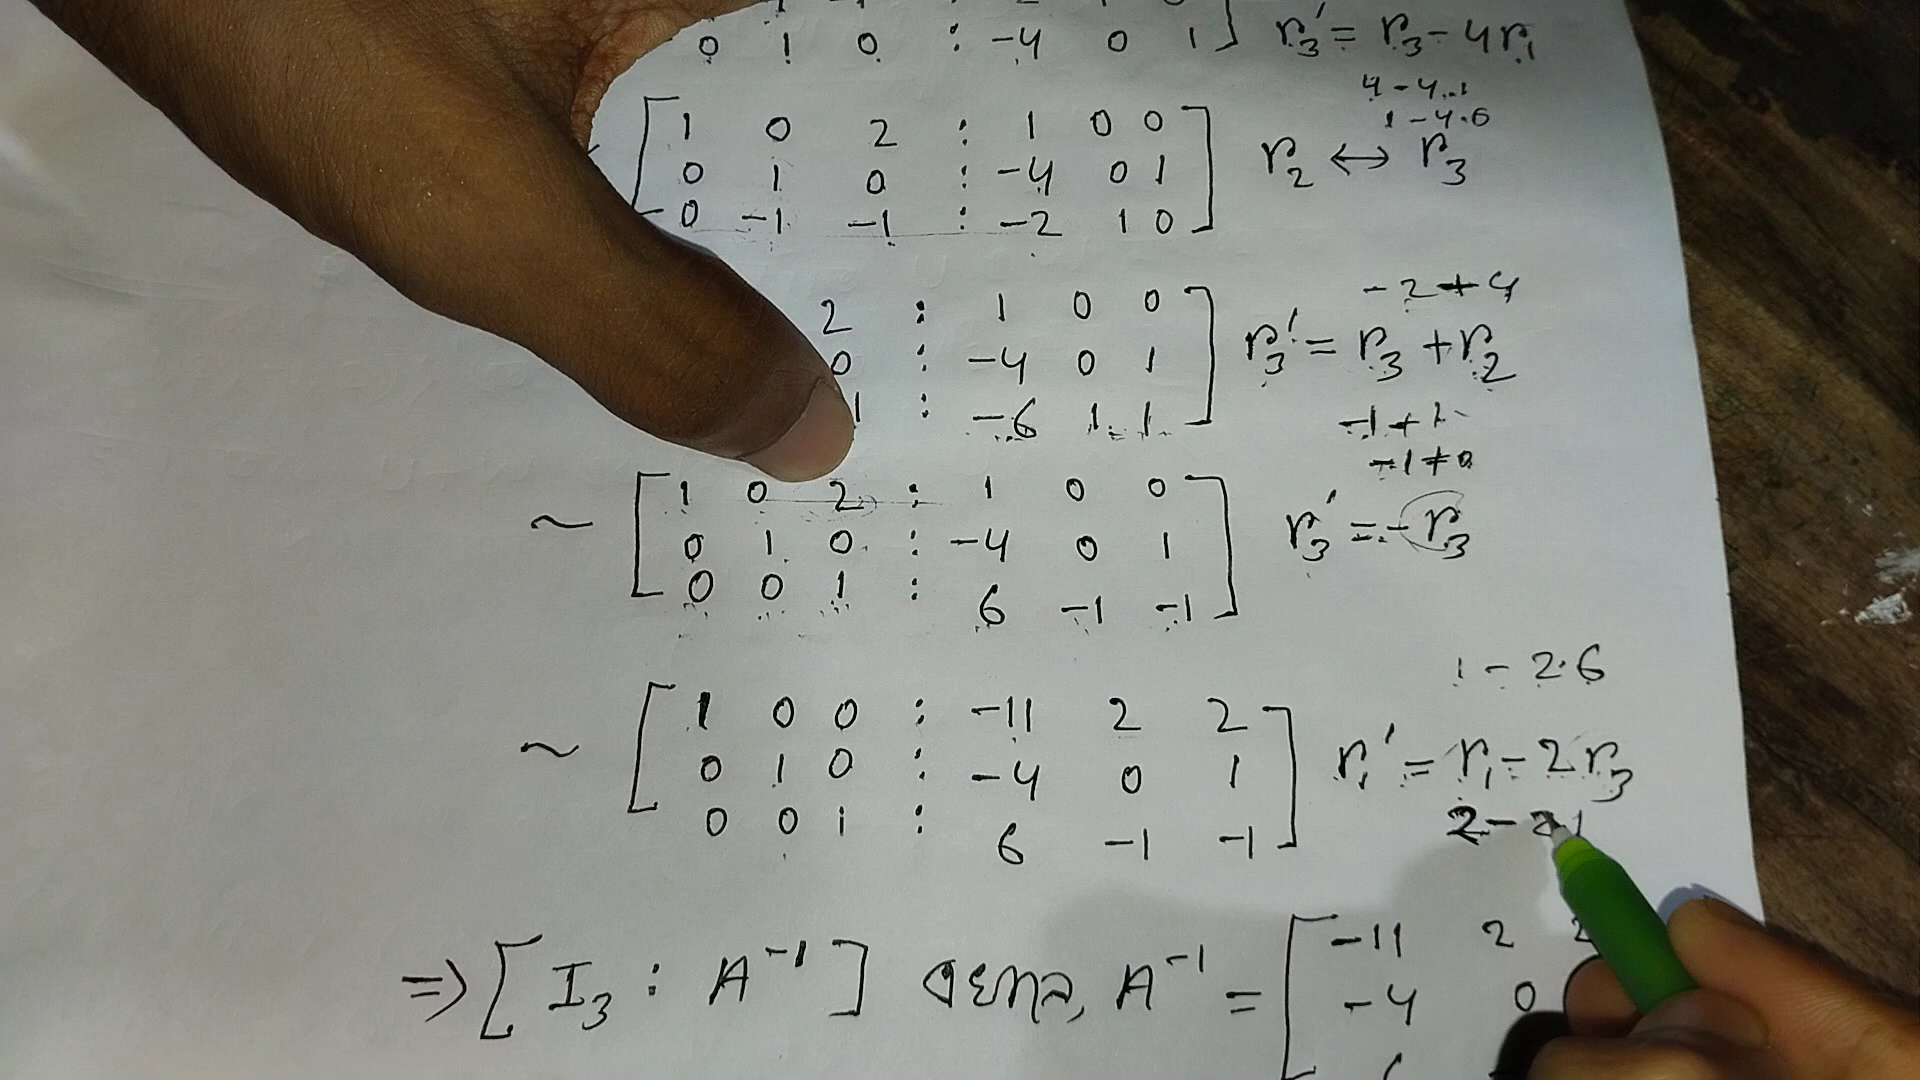 0 1 0 : -4 0 1 ] r₃' = r₃ - 4r₁
4 - 4.1
1 - 4.0
[ 1 0 2 : 1 0 0 ]
0 1 0 : -4 0 1 r₂ ↔ r₃
0 -1 -1 : -2 1 0
-2+4
2 : 1 0 0 ]
0 : -4 0 1 r₃' = r₃ + r₂
1 : -6 1 1
-1+1
-1+0
~ [ 1 0 2 : 1 0 0 ]
0 1 0 : -4 0 1 r₃' = -r₃
0 0 1 : 6 -1 -1
1 - 2.6
~ [ 1 0 0 : -11 2 2 ]
0 1 0 : -4 0 1 r₁' = r₁ - 2r₃
0 0 1 : 6 -1 -1
2 -
=> [ I₃ : A⁻¹ ] A⁻¹ = [ -11 2 2
-4 0